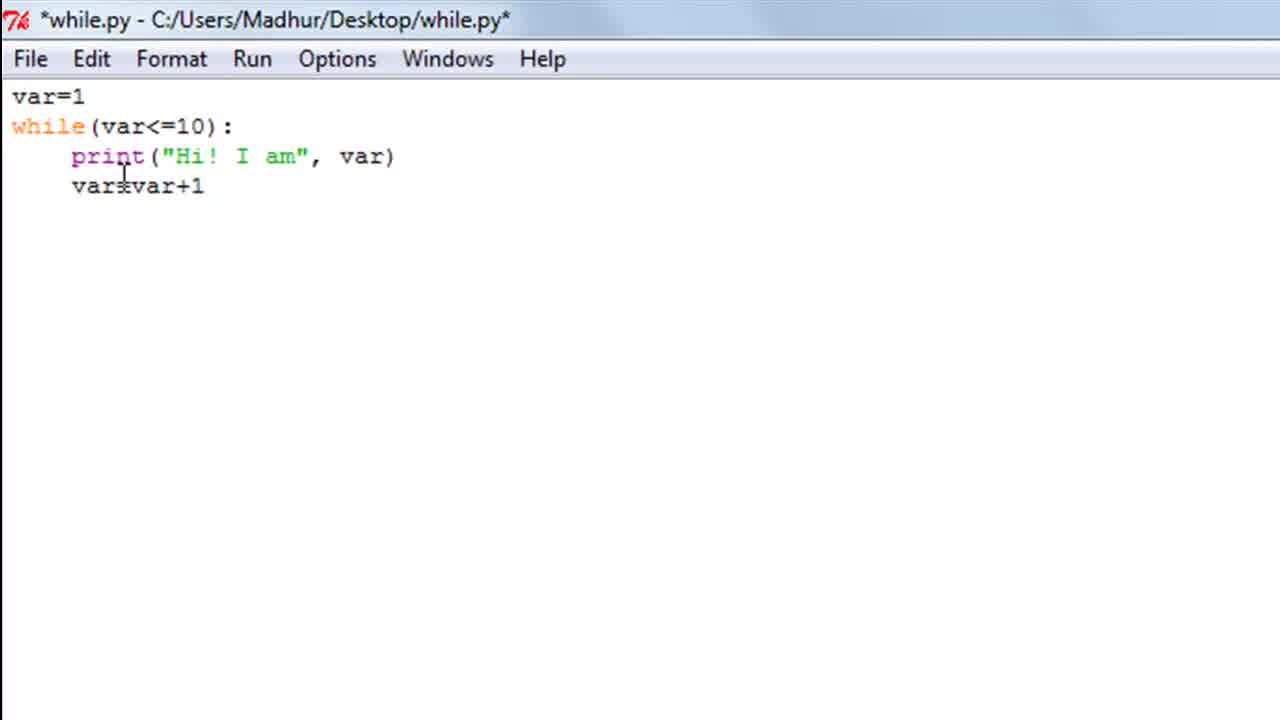 *while.py - C:/Users/Madhur/Desktop/while.py*
File Edit Format Run Options Windows Help
var=1
while(var<=10):
    print("Hi! I am", var)
    var=var+1